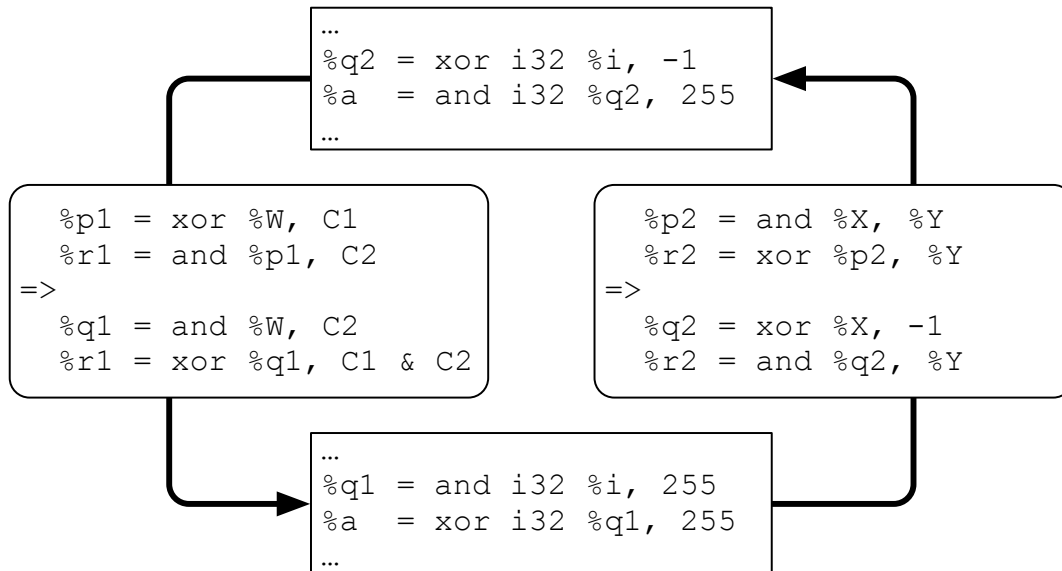 …
%q2 = xor i32 %i, -1
%a  = and i32 %q2, 255
…
%p1 = xor %W, C1
%r1 = and %p1, C2
=>
%q1 = and %W, C2
%r1 = xor %q1, C1 & C2
%p2 = and %X, %Y
%r2 = xor %p2, %Y
=>
%q2 = xor %X, -1
%r2 = and %q2, %Y
…
%q1 = and i32 %i, 255
%a  = xor i32 %q1, 255
…